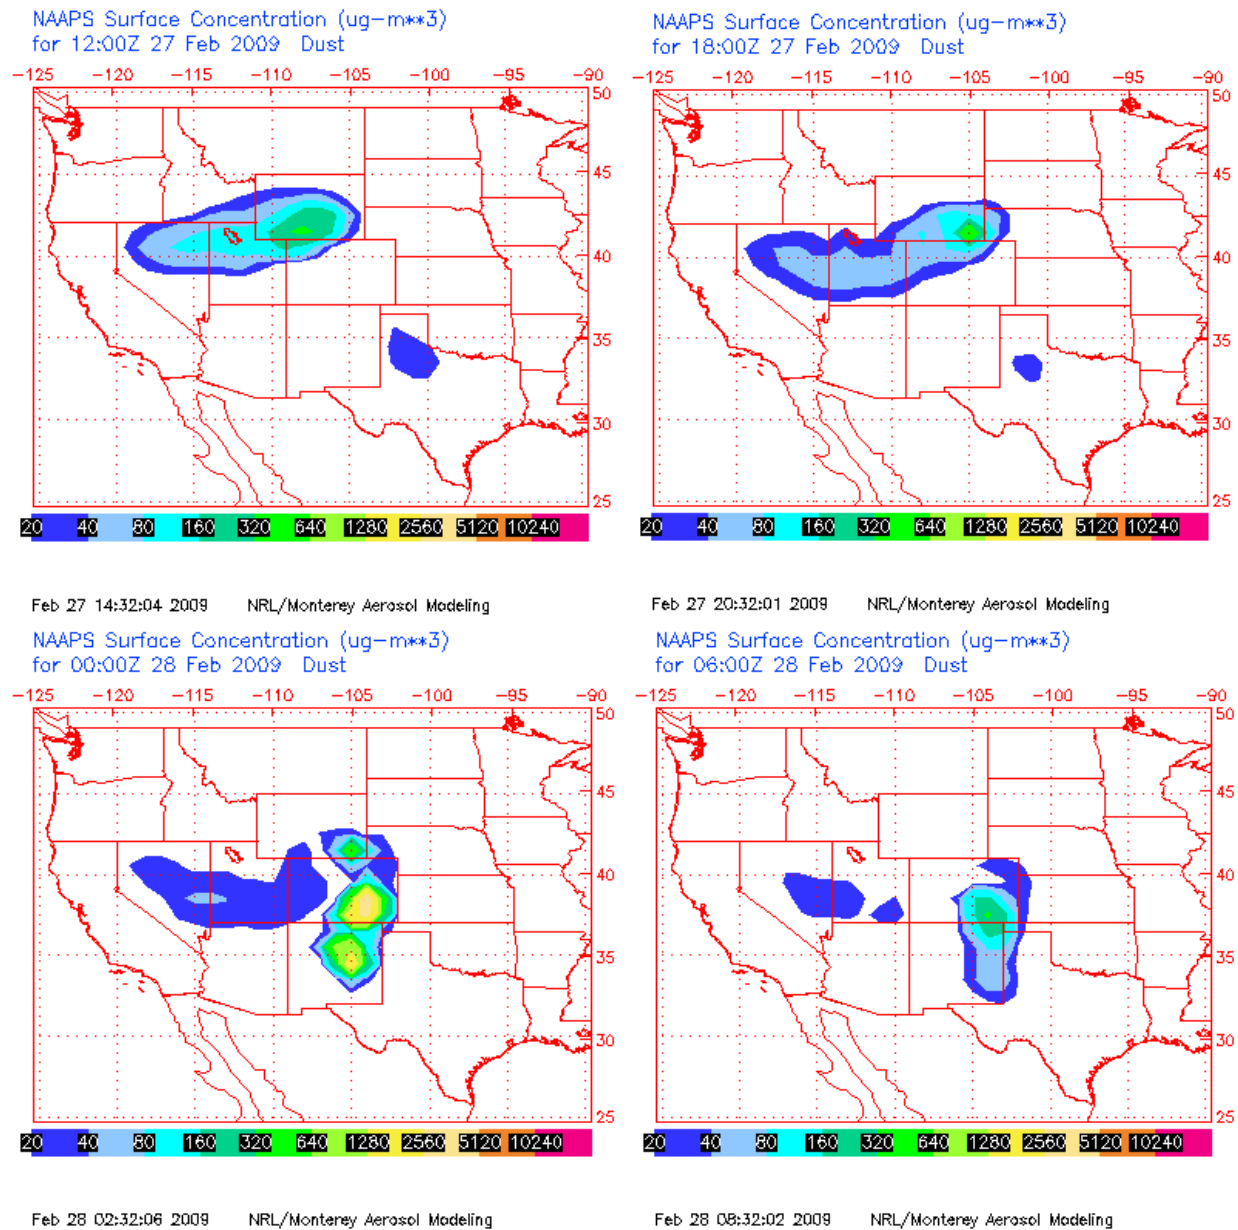 NAAPS Surface Concentration (ug-m**3)
for 12:00Z 27 Feb 2009 Dust
-125 -120 -115 -110 -105 -100 -95 -90
50
45
40
35
30
25
20 40 80 160 320 640 1280 2560 5120 10240
Feb 27 14:32:04 2009 NRL/Monterey Aerosol Modeling
NAAPS Surface Concentration (ug-m**3)
for 18:00Z 27 Feb 2009 Dust
-125 -120 -115 -110 -105 -100 -95 -90
50
45
40
35
30
25
20 40 80 160 320 640 1280 2560 5120 10240
Feb 27 20:32:01 2009 NRL/Monterey Aerosol Modeling
NAAPS Surface Concentration (ug-m**3)
for 00:00Z 28 Feb 2009 Dust
-125 -120 -115 -110 -105 -100 -95 -90
50
45
40
35
30
25
20 40 80 160 320 640 1280 2560 5120 10240
Feb 28 02:32:06 2009 NRL/Monterey Aerosol Modeling
NAAPS Surface Concentration (ug-m**3)
for 06:00Z 28 Feb 2009 Dust
-125 -120 -115 -110 -105 -100 -95 -90
50
45
40
35
30
25
20 40 80 160 320 640 1280 2560 5120 10240
Feb 28 08:32:02 2009 NRL/Monterey Aerosol Modeling